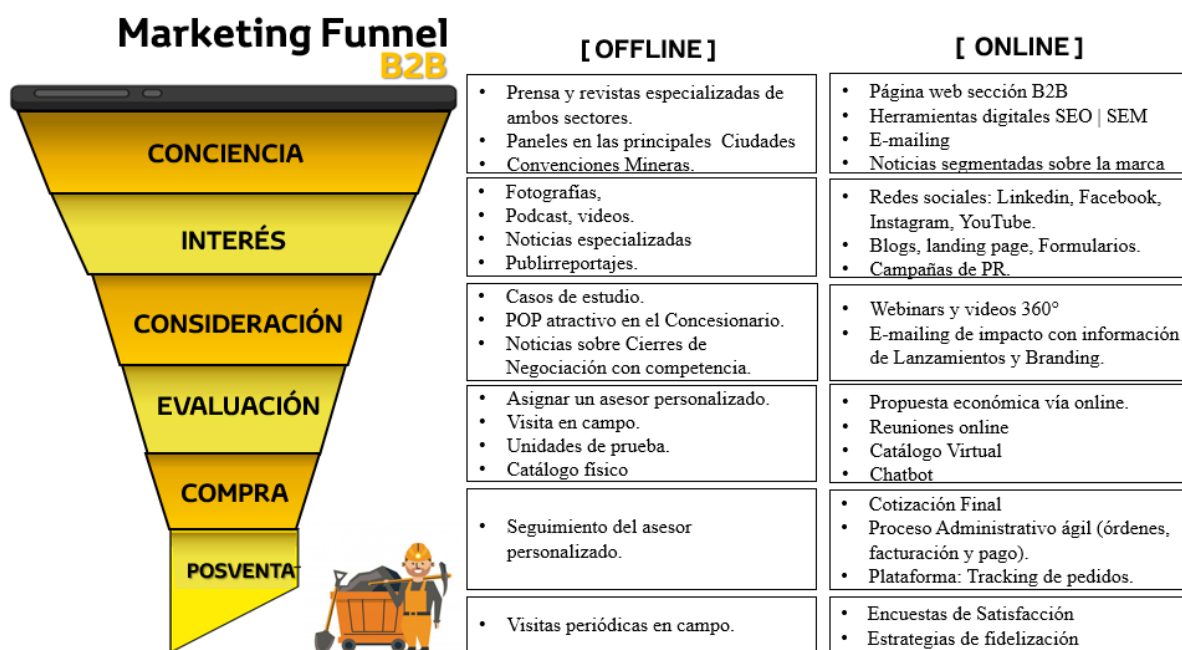 Marketing Funnel
B2B
[ OFFLINE ]
[ ONLINE ]
CONCIENCIA
• Prensa y revistas especializadas de
ambos sectores.
• Paneles en las principales Ciudades
• Convenciones Mineras.
• Página web sección B2B
• Herramientas digitales SEO | SEM
• E-mailing
• Noticias segmentadas sobre la marca
INTERÉS
• Fotografías,
• Podcast, videos.
• Noticias especializadas
• Publirreportajes.
• Redes sociales: Linkedin, Facebook,
Instagram, YouTube.
• Blogs, landing page, Formularios.
• Campañas de PR.
CONSIDERACIÓN
• Casos de estudio.
• POP atractivo en el Concesionario.
• Noticias sobre Cierres de
Negociación con competencia.
• Webinars y videos 360°
• E-mailing de impacto con información
de Lanzamientos y Branding.
EVALUACIÓN
• Asignar un asesor personalizado.
• Visita en campo.
• Unidades de prueba.
• Catálogo físico
• Propuesta económica vía online.
• Reuniones online
• Catálogo Virtual
• Chatbot
COMPRA
• Seguimiento del asesor
personalizado.
• Cotización Final
• Proceso Administrativo ágil (órdenes,
facturación y pago).
• Plataforma: Tracking de pedidos.
POSVENTA
• Visitas periódicas en campo.
• Encuestas de Satisfacción
• Estrategias de fidelización